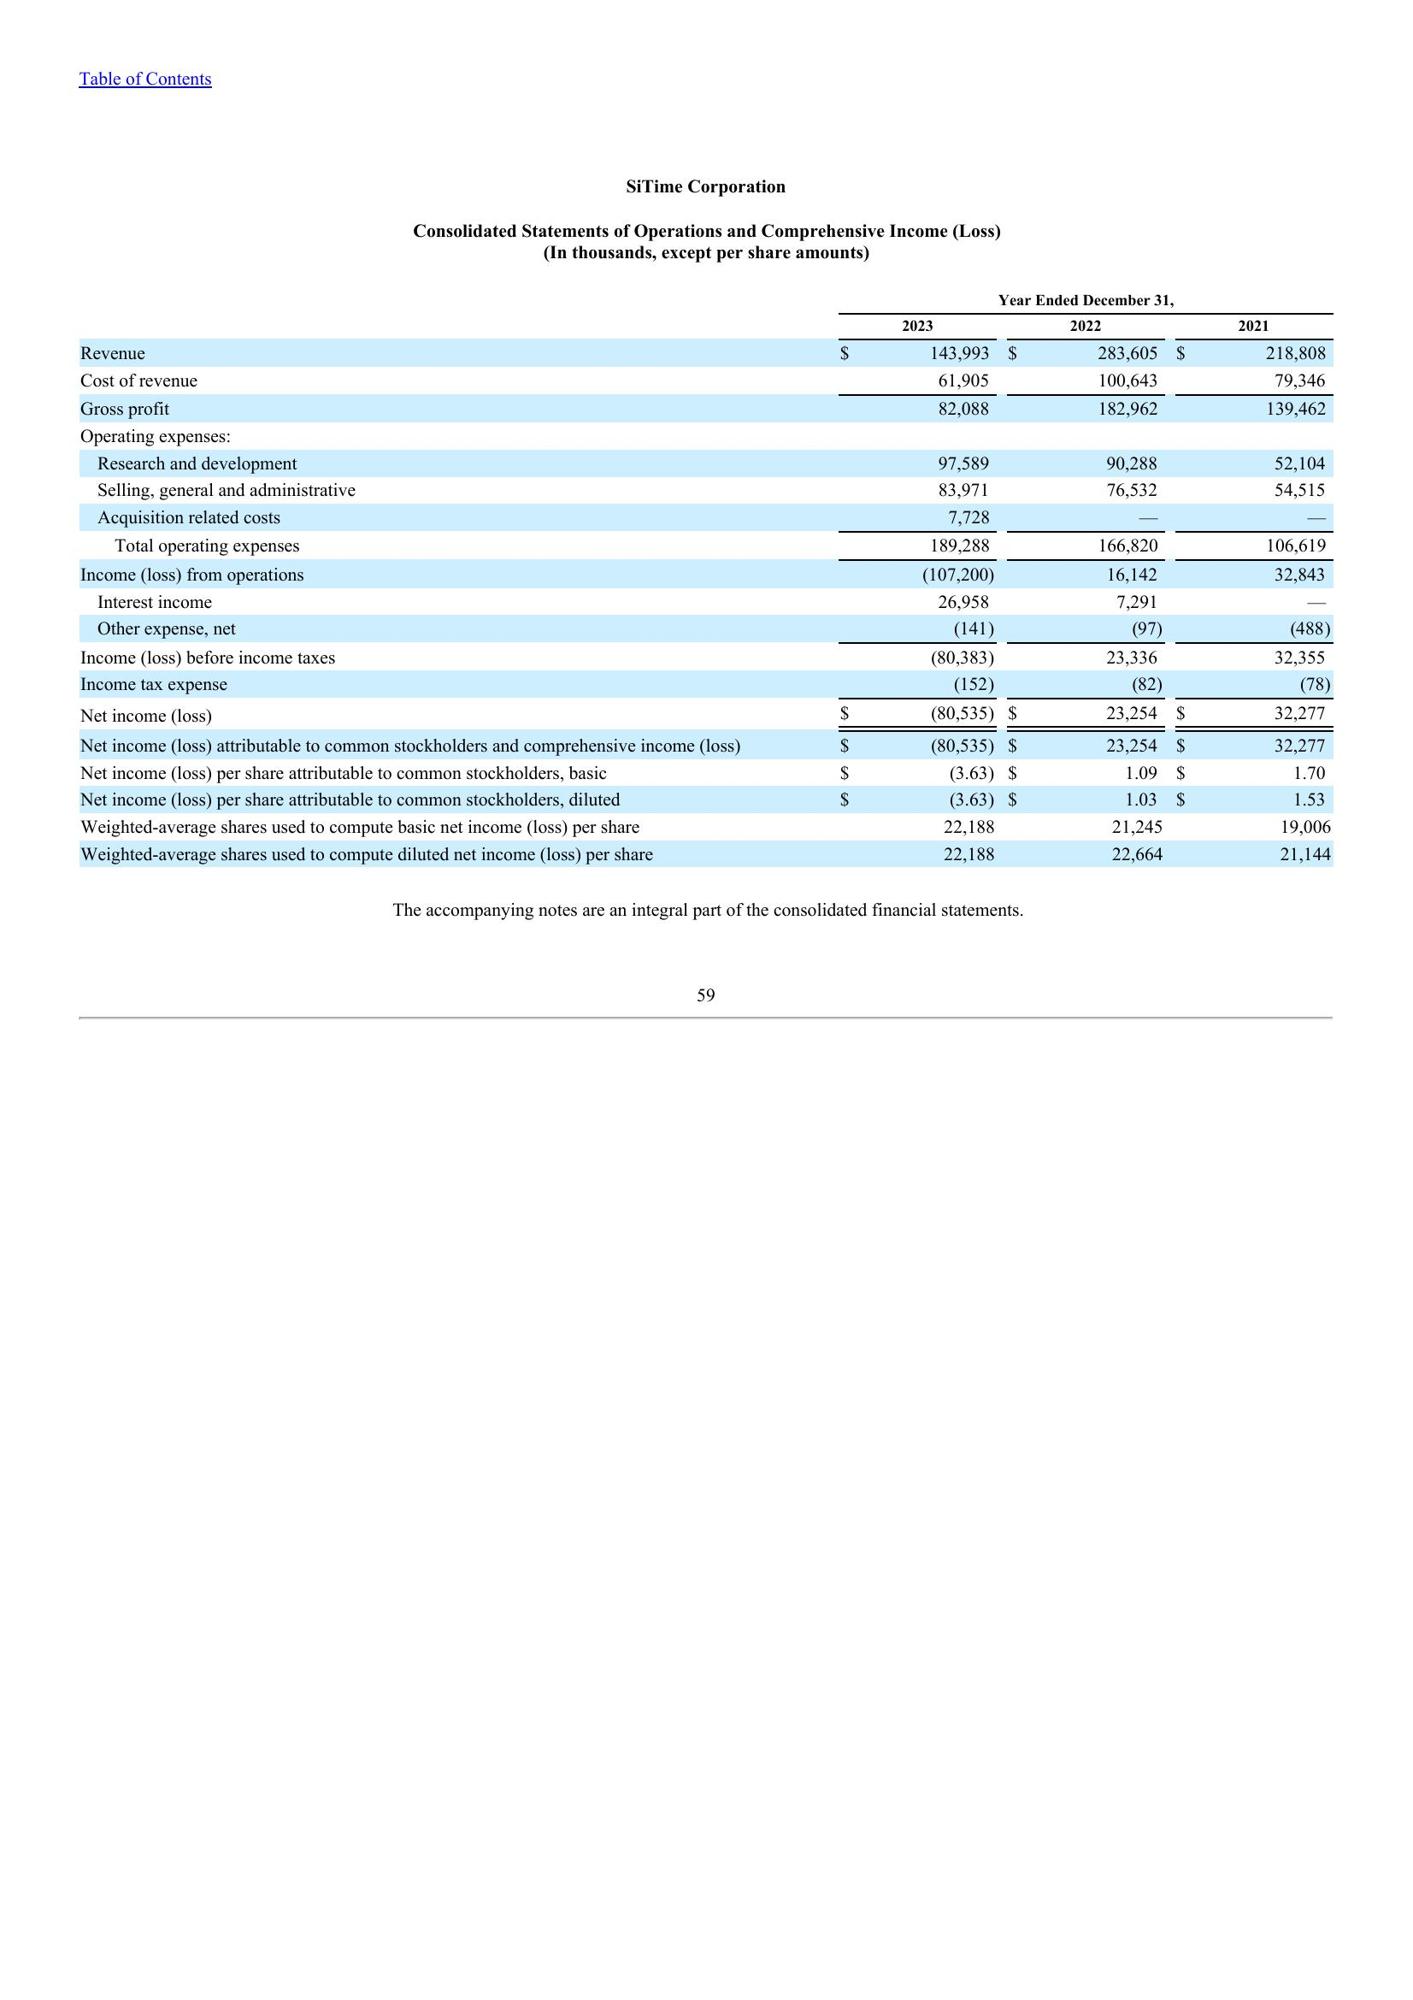 Table of Contents
SiTime Corporation
Consolidated Statements of Operations and Comprehensive Income (Loss)
(In thousands, except per share amounts)
Year Ended December 31,
2023 2022 2021
Revenue $ 143,993 $ 283,605 $ 218,808
Cost of revenue 61,905 100,643 79,346
Gross profit 82,088 182,962 139,462
Operating expenses:
Research and development 97,589 90,288 52,104
Selling, general and administrative 83,971 76,532 54,515
Acquisition related costs 7,728 — —
Total operating expenses 189,288 166,820 106,619
Income (loss) from operations (107,200) 16,142 32,843
Interest income 26,958 7,291 —
Other expense, net (141) (97) (488)
Income (loss) before income taxes (80,383) 23,336 32,355
Income tax expense (152) (82) (78)
Net income (loss) $ (80,535) $ 23,254 $ 32,277
Net income (loss) attributable to common stockholders and comprehensive income (loss) $ (80,535) $ 23,254 $ 32,277
Net income (loss) per share attributable to common stockholders, basic $ (3.63) $ 1.09 $ 1.70
Net income (loss) per share attributable to common stockholders, diluted $ (3.63) $ 1.03 $ 1.53
Weighted-average shares used to compute basic net income (loss) per share 22,188 21,245 19,006
Weighted-average shares used to compute diluted net income (loss) per share 22,188 22,664 21,144
The accompanying notes are an integral part of the consolidated financial statements.
59